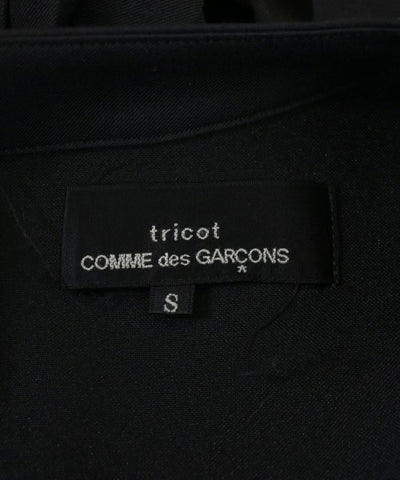 tricot
COMME des GARÇONS
S